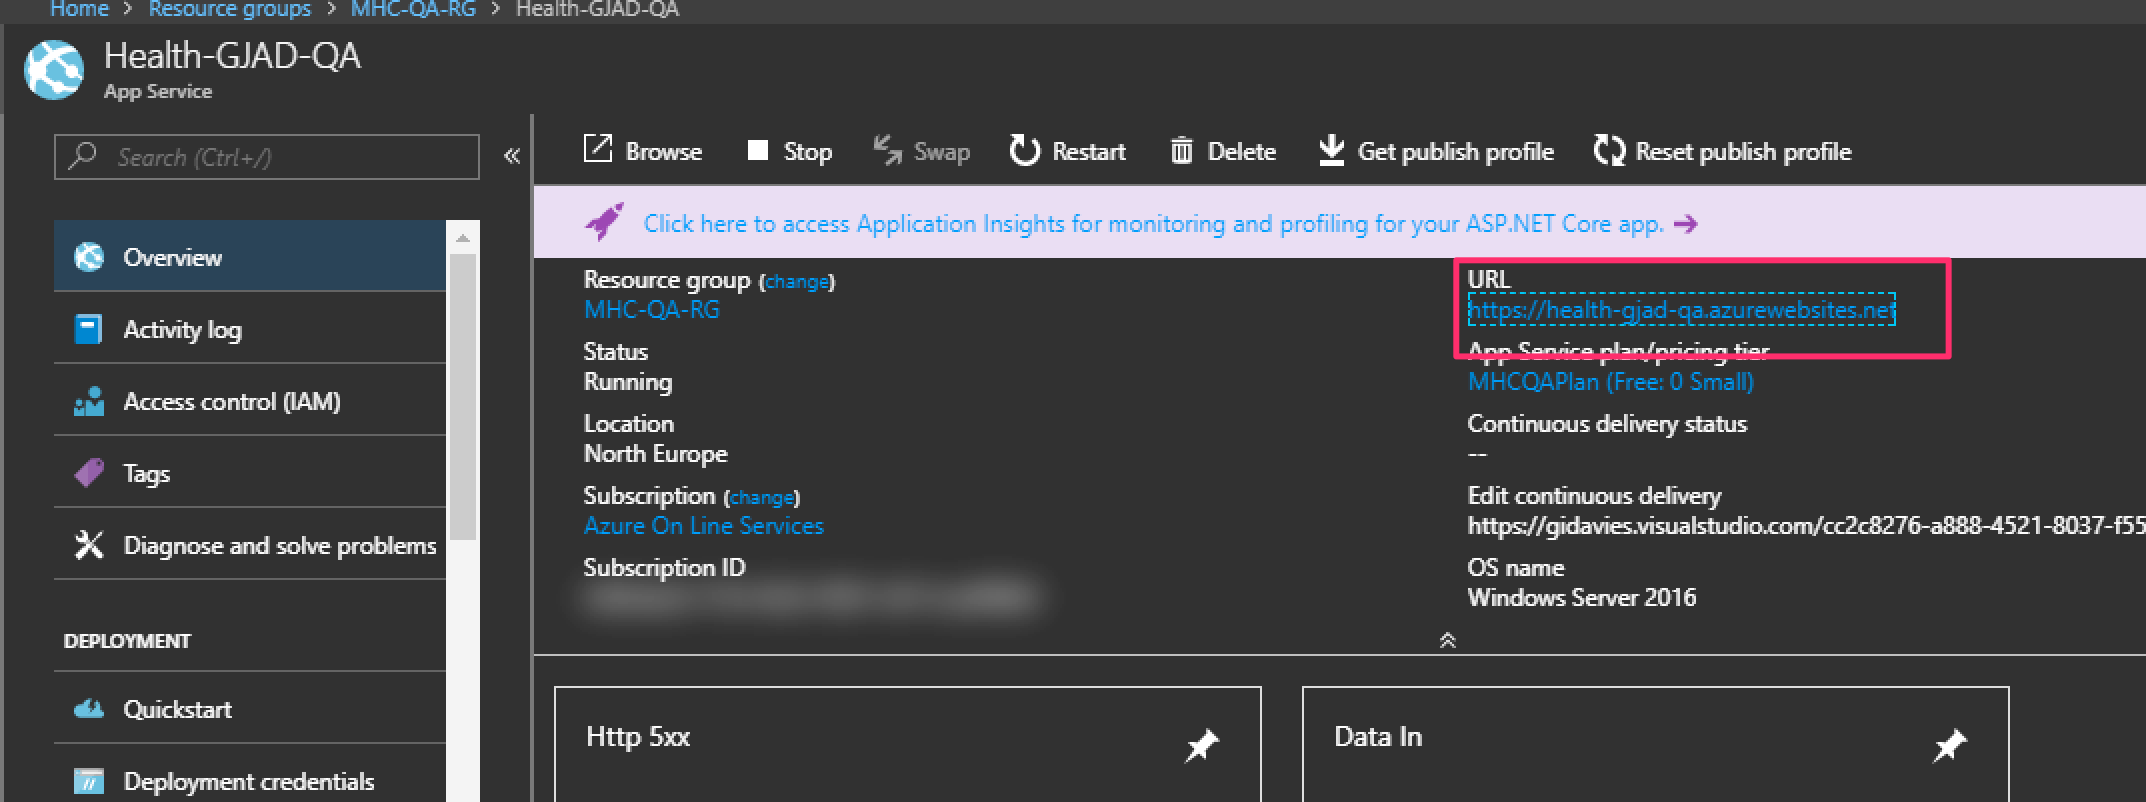 Home > Resource groups > MHC-QA-RG > Health-GJAD-QA
Health-GJAD-QA
App Service
Search (Ctrl+/)
«
Browse Stop Swap Restart Delete Get publish profile Reset publish profile
Click here to access Application Insights for monitoring and profiling for your ASP.NET Core app. →
Overview
Activity log
Access control (IAM)
Tags
Diagnose and solve problems
DEPLOYMENT
Quickstart
Deployment credentials
Resource group (change)
MHC-QA-RG
Status
Running
Location
North Europe
Subscription (change)
Azure On Line Services
Subscription ID
URL
https://health-gjad-qa.azurewebsites.net
App Service plan/pricing tier
MHCQAPlan (Free: 0 Small)
Continuous delivery status
--
Edit continuous delivery
https://gidavies.visualstudio.com/cc2c8276-a888-4521-8037-f55
OS name
Windows Server 2016
Http 5xx
Data In